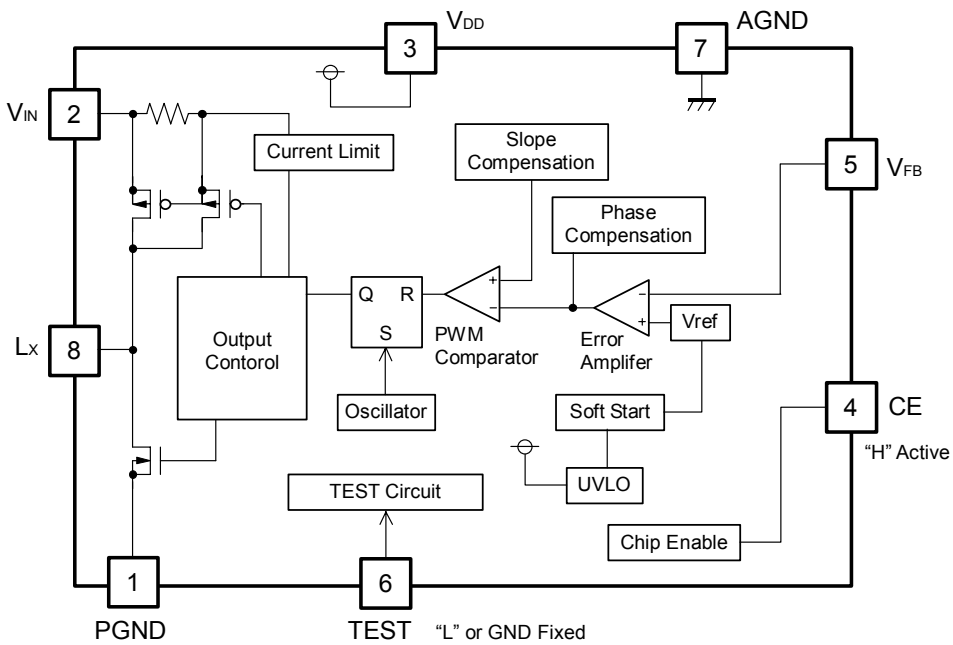 VDD
AGND
3
7
VIN
2
Current Limit
Slope
Compensation
5
VFB
Phase
Compensation
+
−
Q
R
S
−
+
Vref
LX
8
Output
Contorol
PWM
Comparator
Error
Amplifer
Oscillator
Soft Start
4
CE
"H" Active
UVLO
TEST Circuit
Chip Enable
1
6
PGND
TEST
"L" or GND Fixed